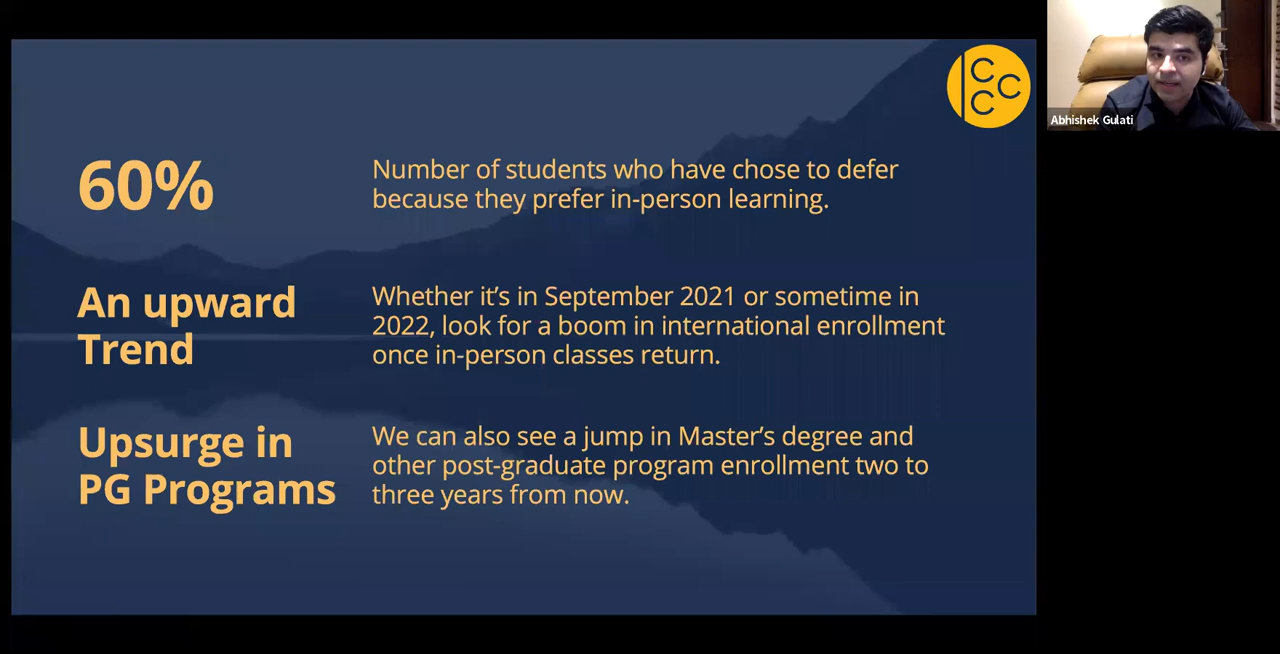 60%
Number of students who have chose to defer
because they prefer in-person learning.
An upward
Trend
Whether it's in September 2021 or sometime in
2022, look for a boom in international enrollment
once in-person classes return.
Upsurge in
PG Programs
We can also see a jump in Master's degree and
other post-graduate program enrollment two to
three years from now.
CCC
Abhishek Gulati